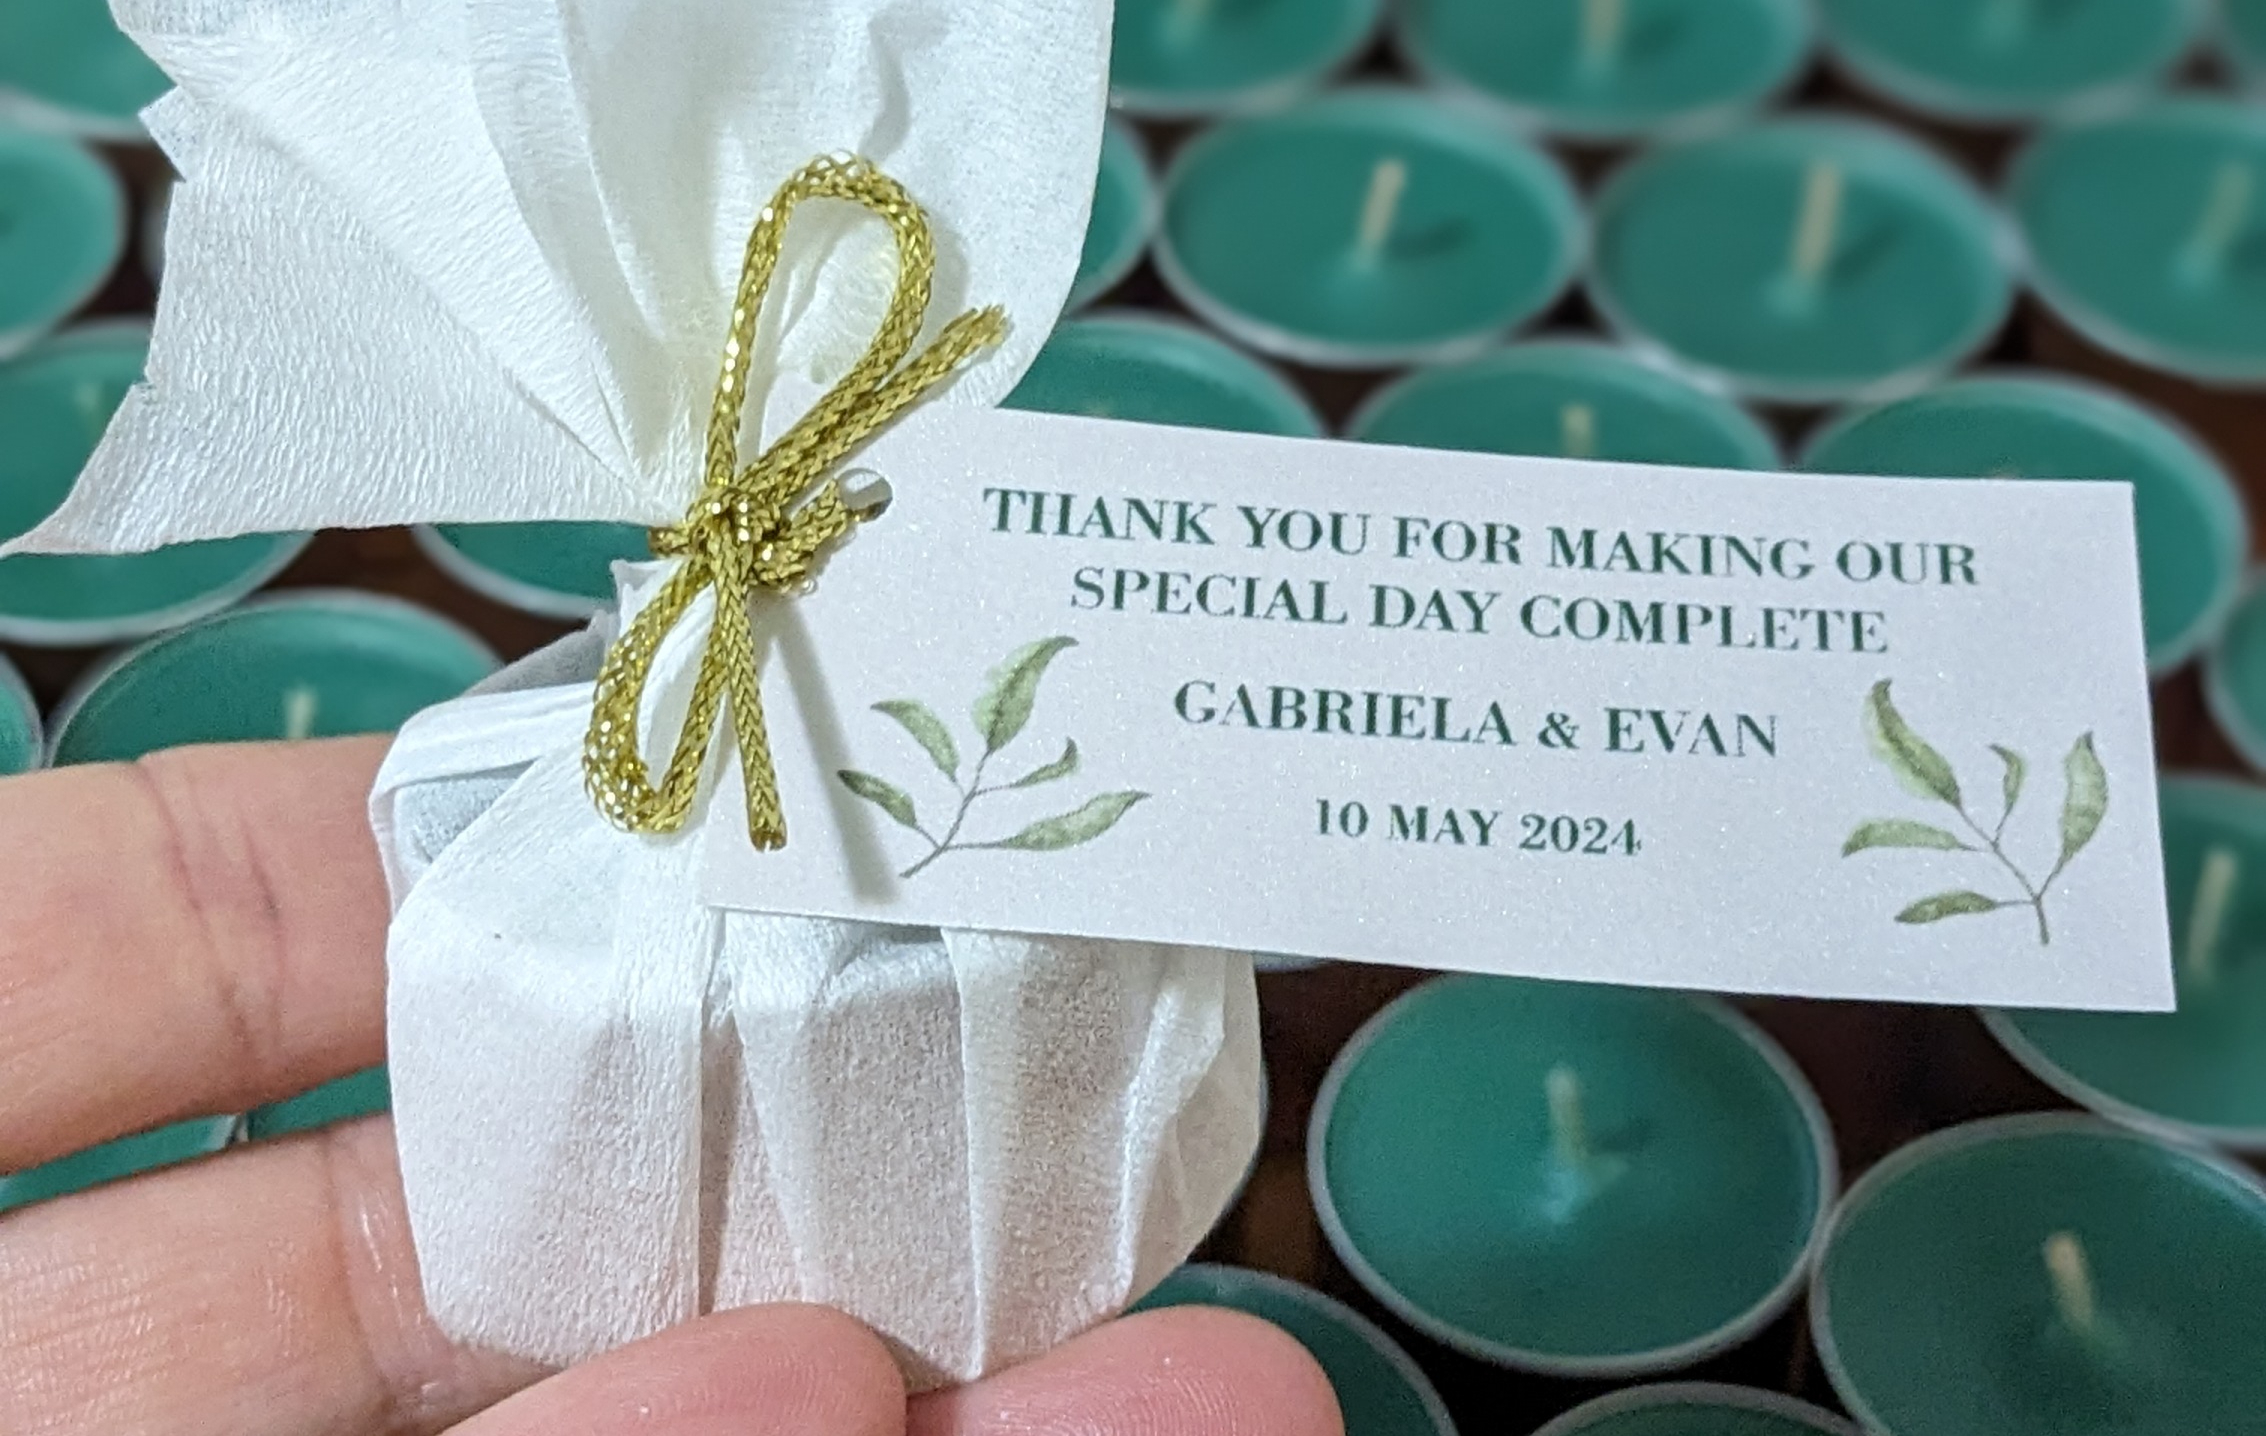 THANK YOU FOR MAKING OUR
SPECIAL DAY COMPLETE
GABRIELA & EVAN
10 MAY 2024